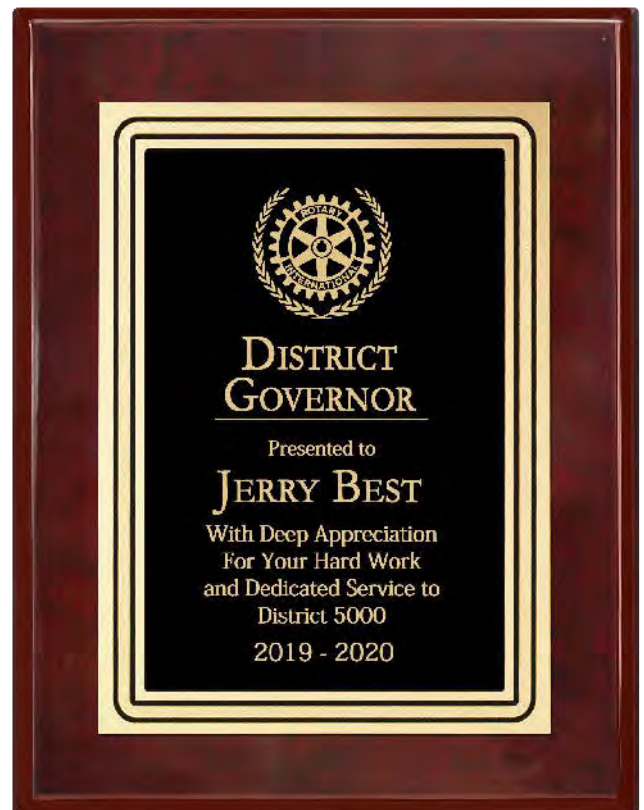 ROTARY
INTERNATIONAL
DISTRICT
GOVERNOR
Presented to
JERRY BEST
With Deep Appreciation
For Your Hard Work
and Dedicated Service to
District 5000
2019 - 2020